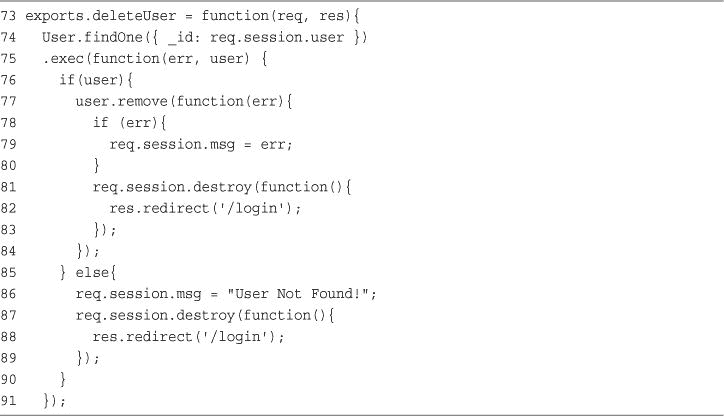 73 exports.deleteUser = function(req, res){
74   User.findOne({ _id: req.session.user })
75   .exec(function(err, user) {
76     if(user){
77       user.remove(function(err){
78         if (err){
79           req.session.msg = err;
80         }
81         req.session.destroy(function(){
82           res.redirect('/login');
83         });
84       });
85     } else{
86       req.session.msg = "User Not Found!";
87       req.session.destroy(function(){
88         res.redirect('/login');
89       });
90     }
91   });